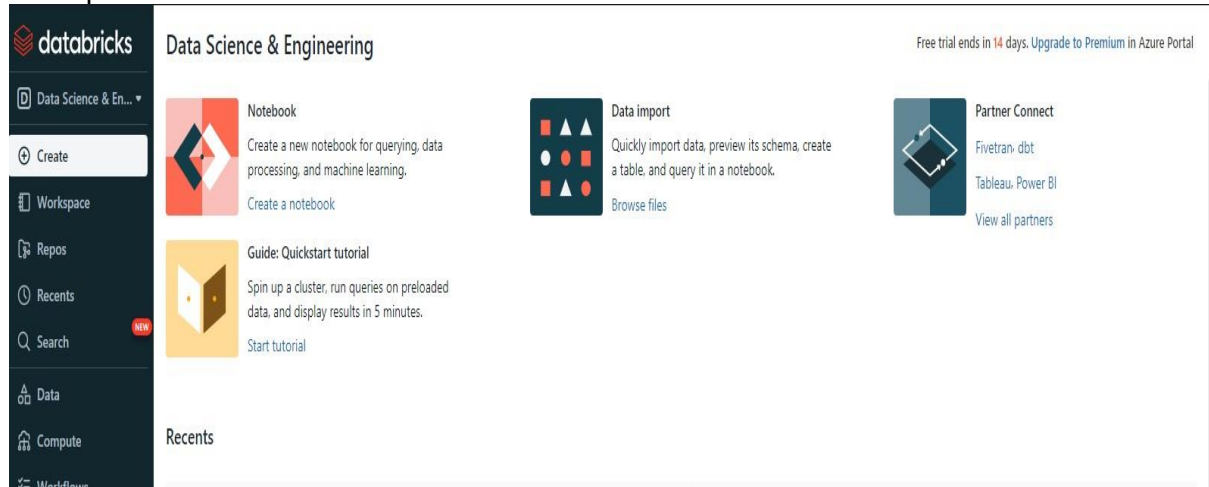 databricks
Data Science & En...
Create
Workspace
Repos
Recents
NEW
Search
Data
Compute
Workflows
Data Science & Engineering
Free trial ends in 14 days. Upgrade to Premium in Azure Portal
Notebook
Create a new notebook for querying, data
processing, and machine learning.
Create a notebook
Data import
Quickly import data, preview its schema, create
a table, and query it in a notebook.
Browse files
Partner Connect
Fivetran, dbt
Tableau, Power BI
View all partners
Guide: Quickstart tutorial
Spin up a cluster, run queries on preloaded
data, and display results in 5 minutes.
Start tutorial
Recents